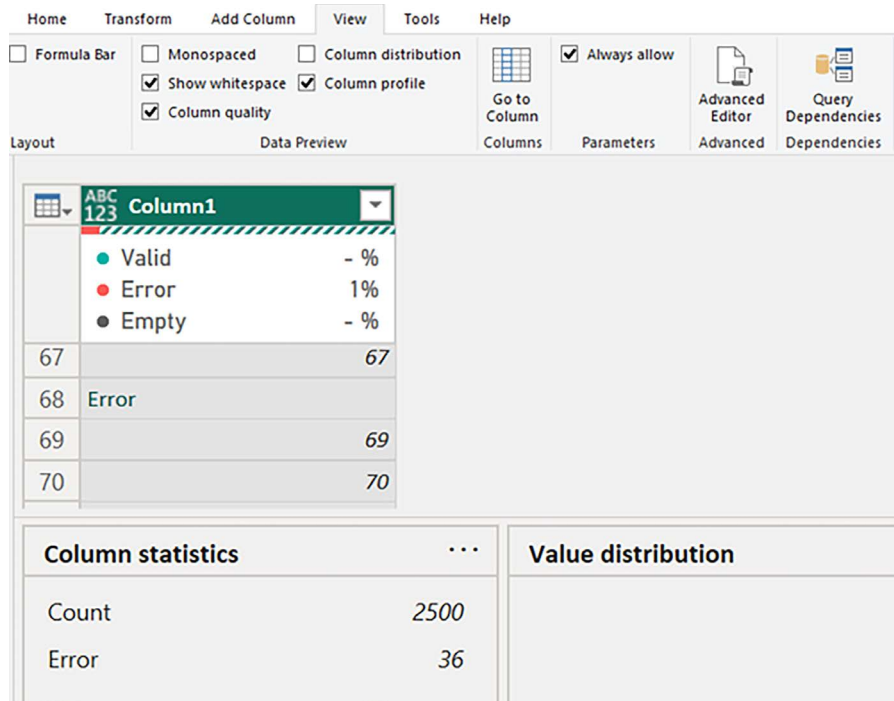 Home Transform Add Column View Tools Help
Formula Bar Monospaced Column distribution Always allow
Show whitespace Column profile
Column quality
Go to Column
Advanced Editor
Query Dependencies
Layout Data Preview Columns Parameters Advanced Dependencies
ABC 123 Column1
Valid - %
Error 1%
Empty - %
67 67
68 Error
69 69
70 70
Column statistics ... Value distribution
Count 2500
Error 36